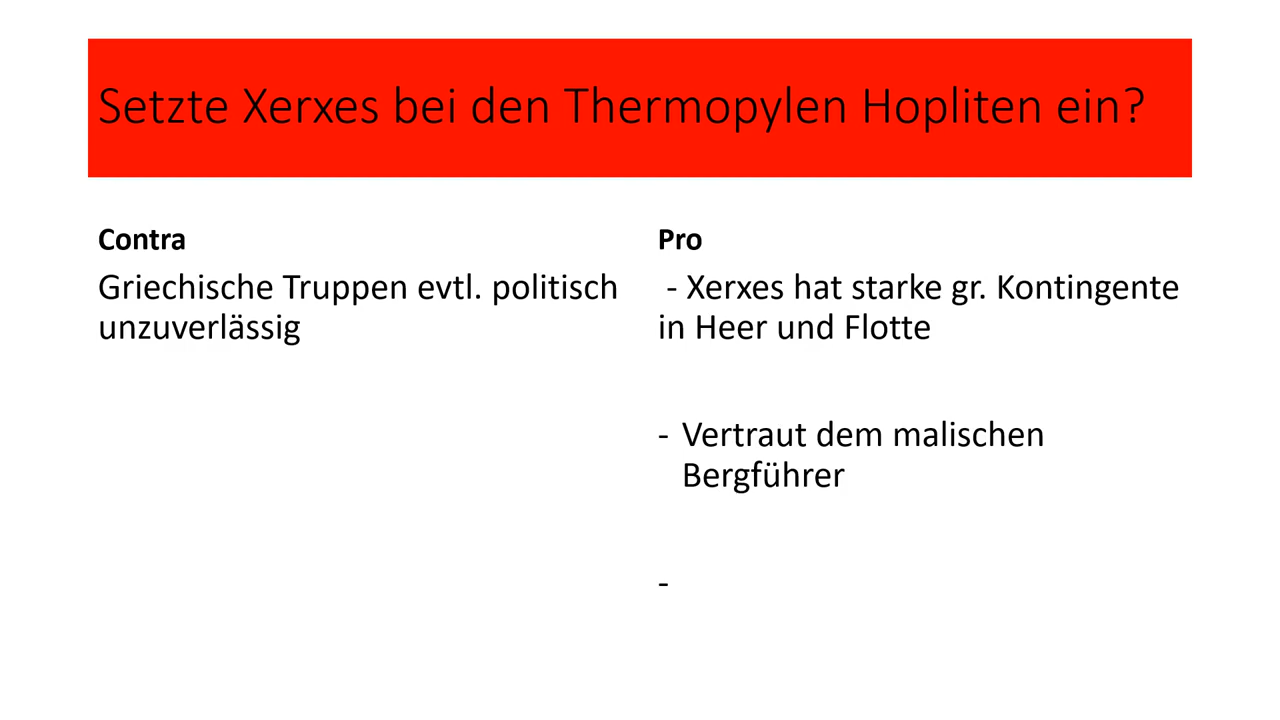 Setzte Xerxes bei den Thermopylen Hopliten ein?
Contra
Griechische Truppen evtl. politisch
unzuverlässig
Pro
- Xerxes hat starke gr. Kontingente
in Heer und Flotte
- Vertraut dem malischen
Bergführer
-